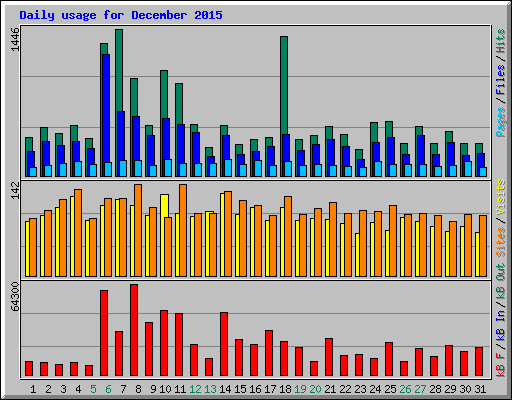 Daily usage for December 2015
1446
Pages / Files / Hits
142
Sites / Visits
64300
kB F / kB In / kB Out
1 2 3 4 5 6 7 8 9 10 11 12 13 14 15 16 17 18 19 20 21 22 23 24 25 26 27 28 29 30 31